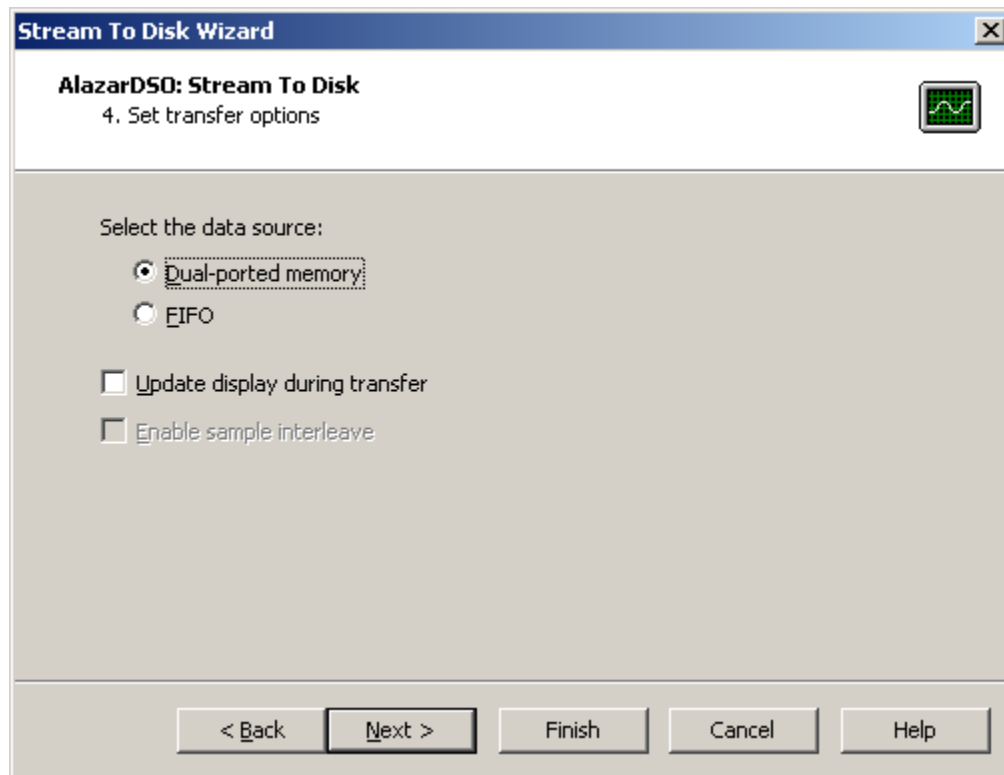 Stream To Disk Wizard
AlazarDSO: Stream To Disk
4. Set transfer options
Select the data source:
Dual-ported memory
FIFO
Update display during transfer
Enable sample interleave
< Back Next > Finish Cancel Help